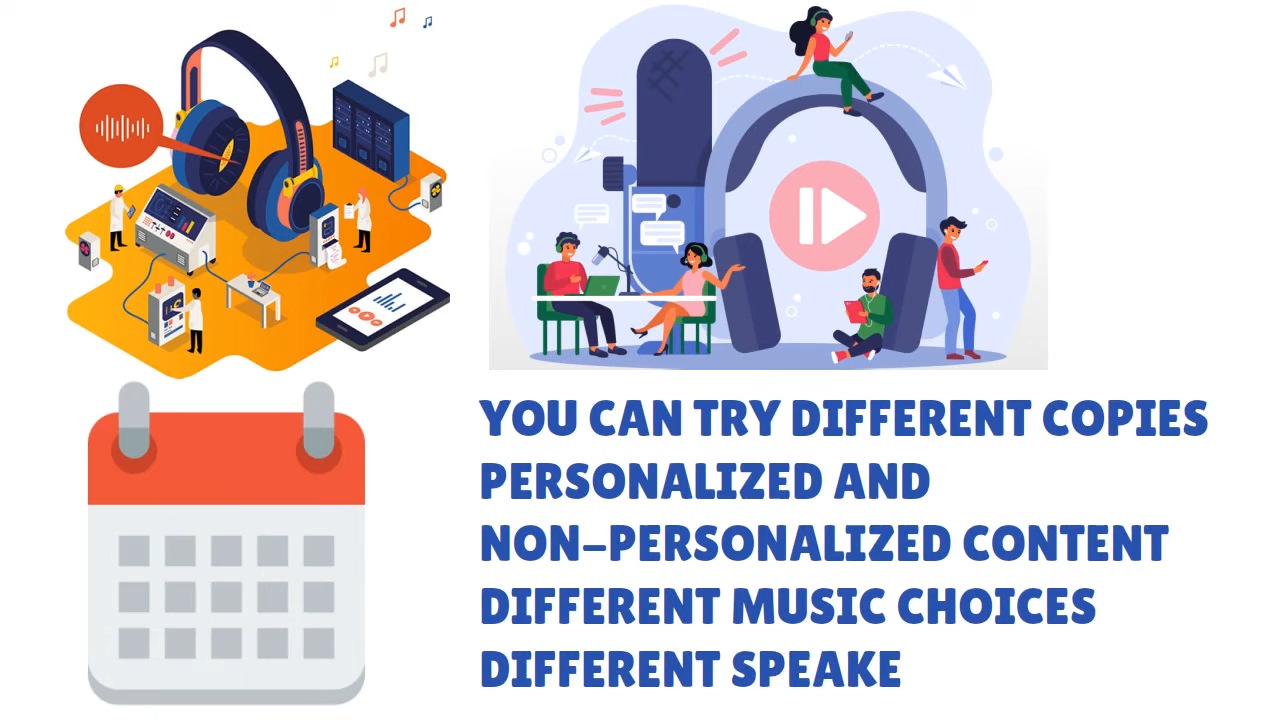 YOU CAN TRY DIFFERENT COPIES
PERSONALIZED AND
NON-PERSONALIZED CONTENT
DIFFERENT MUSIC CHOICES
DIFFERENT SPEAKE